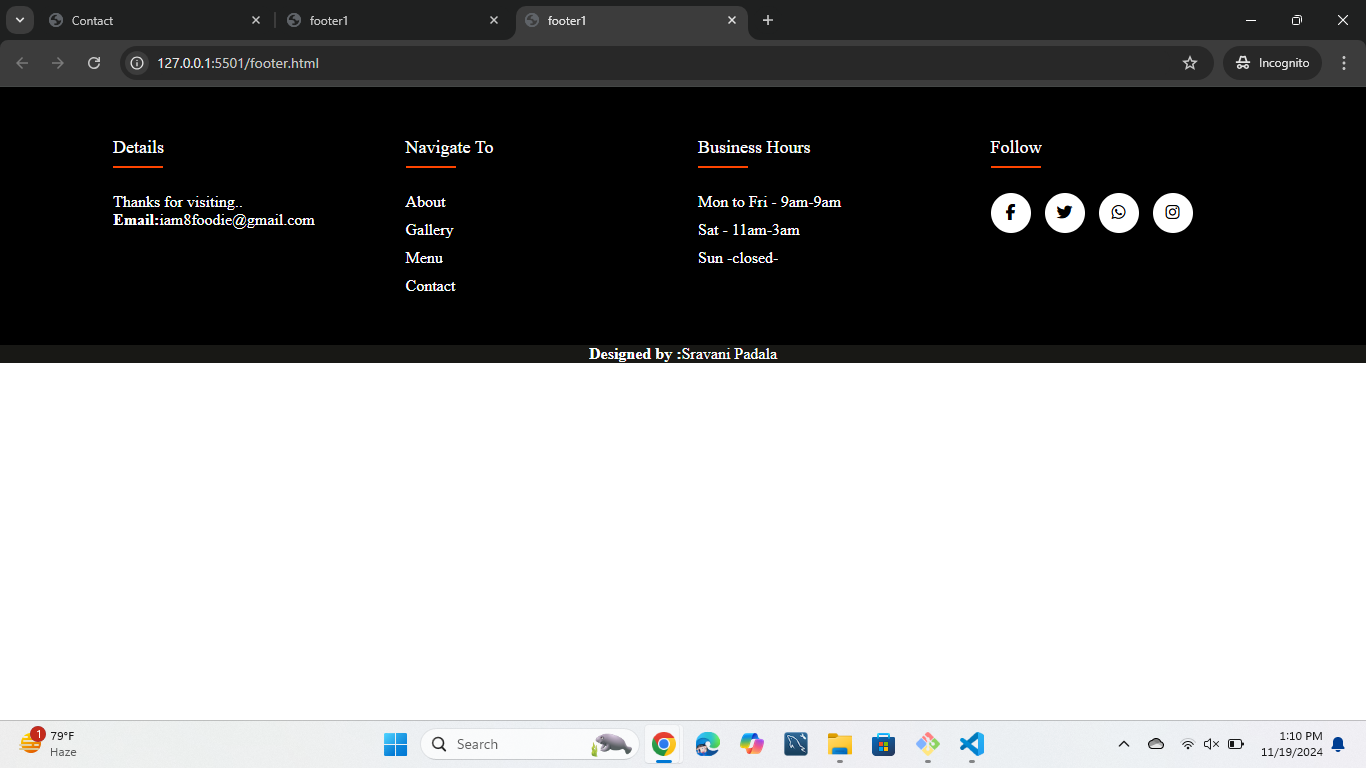 Contact
footer1
footer1
127.0.0.1:5501/footer.html
Incognito
Details
Navigate To
Business Hours
Follow
Thanks for visiting..
Email:iam8foodie@gmail.com
About
Gallery
Menu
Contact
Mon to Fri - 9am-9am
Sat - 11am-3am
Sun -closed-
Designed by :Sravani Padala
1
79°F
Haze
Search
1:10 PM
11/19/2024